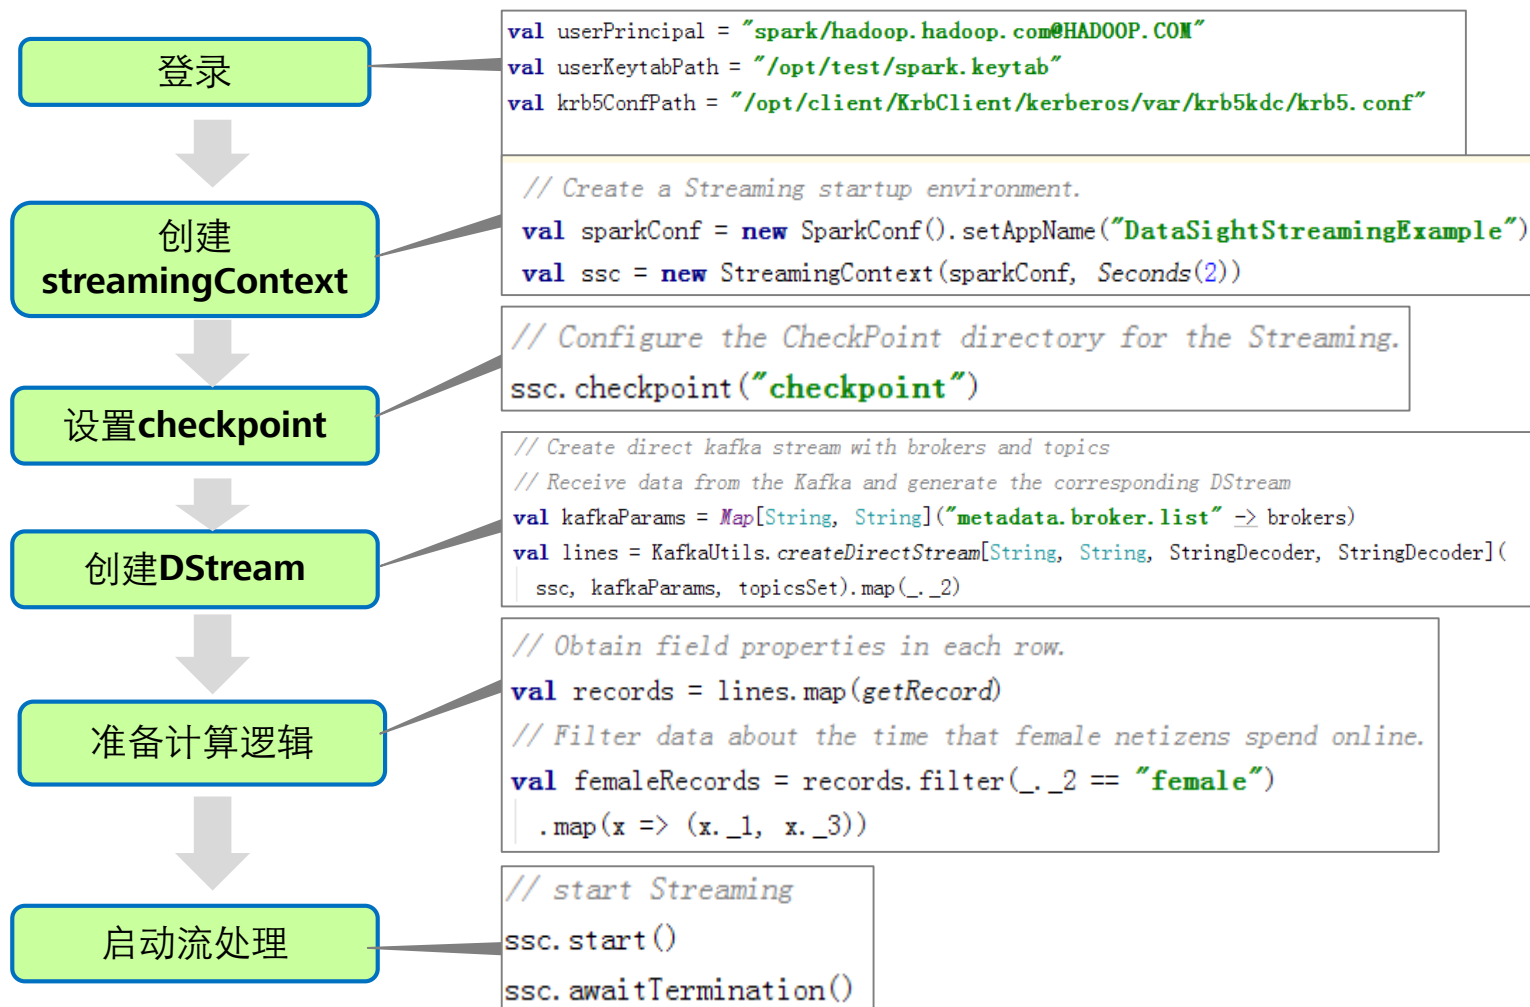 登录
val userPrincipal = "spark/hadoop.hadoop.com@HADOOP.COM"
val userKeytabPath = "/opt/test/spark.keytab"
val krb5ConfPath = "/opt/client/KrbClient/kerberos/var/krb5kdc/krb5.conf"
创建
streamingContext
// Create a Streaming startup environment.
val sparkConf = new SparkConf().setAppName("DataSightStreamingExample")
val ssc = new StreamingContext(sparkConf, Seconds(2))
设置checkpoint
// Configure the CheckPoint directory for the Streaming.
ssc.checkpoint("checkpoint")
创建DStream
// Create direct kafka stream with brokers and topics
// Receive data from the Kafka and generate the corresponding DStream
val kafkaParams = Map[String, String]("metadata.broker.list" -> brokers)
val lines = KafkaUtils.createDirectStream[String, String, StringDecoder, StringDecoder](
ssc, kafkaParams, topicsSet).map(_._2)
准备计算逻辑
// Obtain field properties in each row.
val records = lines.map(getRecord)
// Filter data about the time that female netizens spend online.
val femaleRecords = records.filter(_._2 == "female")
.map(x => (x._1, x._3))
启动流处理
// start Streaming
ssc.start()
ssc.awaitTermination()